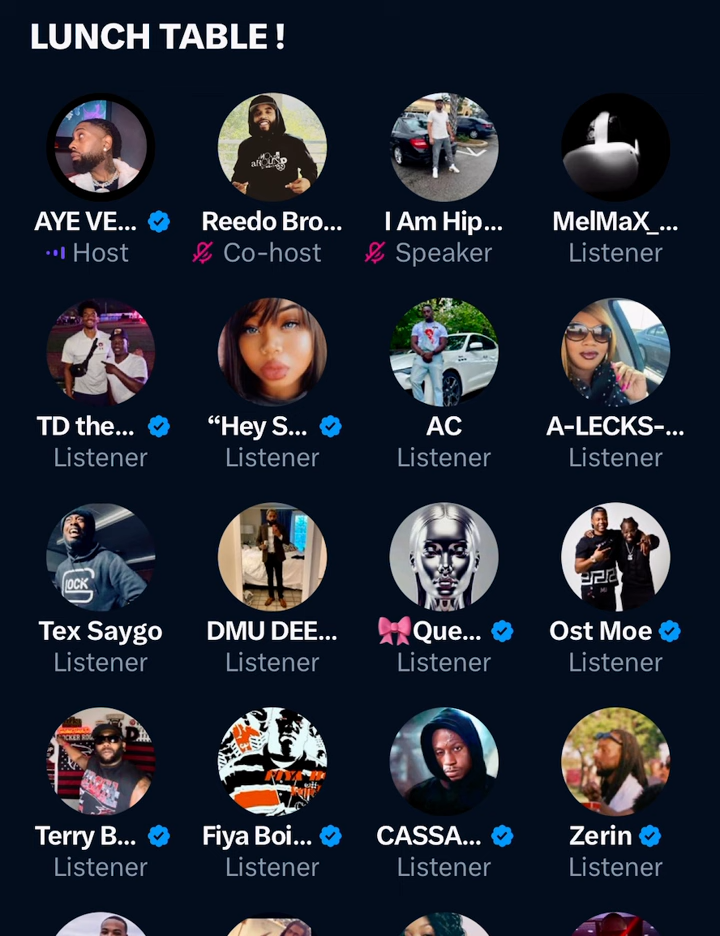 LUNCH TABLE !
AYE VE... Reedo Bro... I Am Hip... MelMaX_...
Host Co-host Speaker Listener
TD the... “Hey S... AC A-LECKS-...
Listener Listener Listener Listener
GLOCK
Tex Saygo DMU DEE... 🎀Que... Ost Moe
Listener Listener Listener Listener
Terry B... Fiya Boi... CASSA... Zerin
Listener Listener Listener Listener